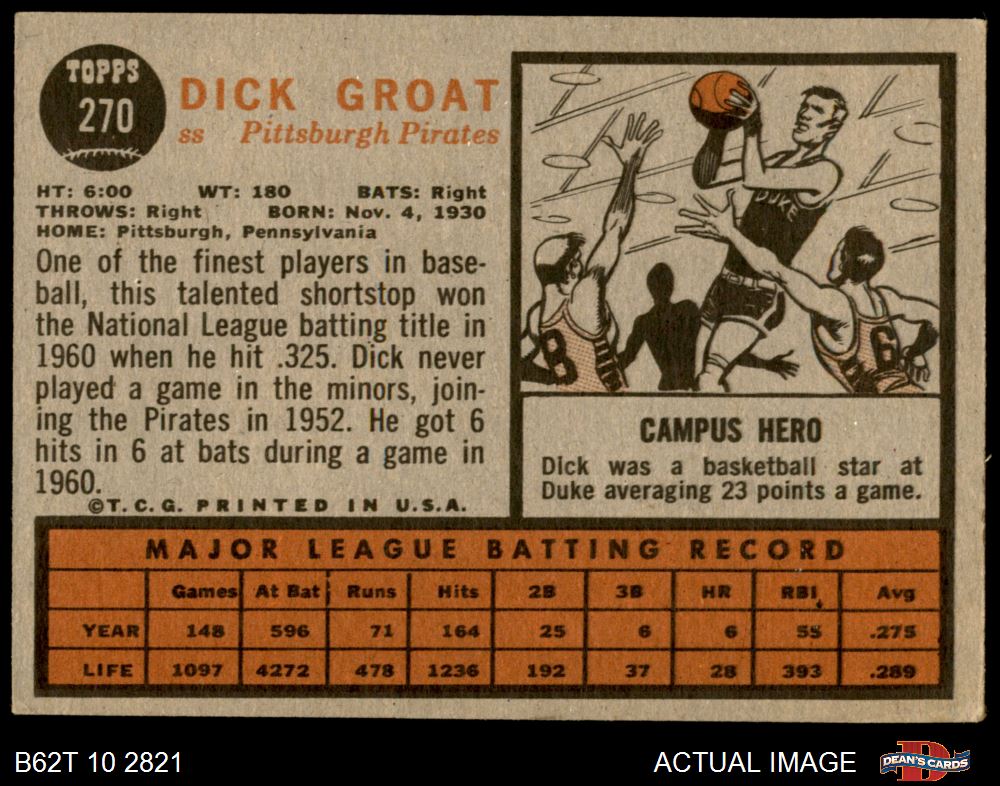 TOPPS
270
DICK GROAT
ss Pittsburgh Pirates
HT: 6:00 WT: 180 BATS: Right
THROWS: Right BORN: Nov. 4, 1930
HOME: Pittsburgh, Pennsylvania
One of the finest players in base-
ball, this talented shortstop won
the National League batting title in
1960 when he hit .325. Dick never
played a game in the minors, join-
ing the Pirates in 1952. He got 6
hits in 6 at bats during a game in
1960.
©T.C.G. PRINTED IN U.S.A.
DUKE
8
6
CAMPUS HERO
Dick was a basketball star at
Duke averaging 23 points a game.
MAJOR LEAGUE BATTING RECORD
Games At Bat Runs Hits 2B 3B HR RBI Avg
YEAR 148 596 71 164 25 6 6 55 .275
LIFE 1097 4272 478 1236 192 37 28 393 .289
B62T 10 2821 ACTUAL IMAGE
D
DEAN'S CARDS